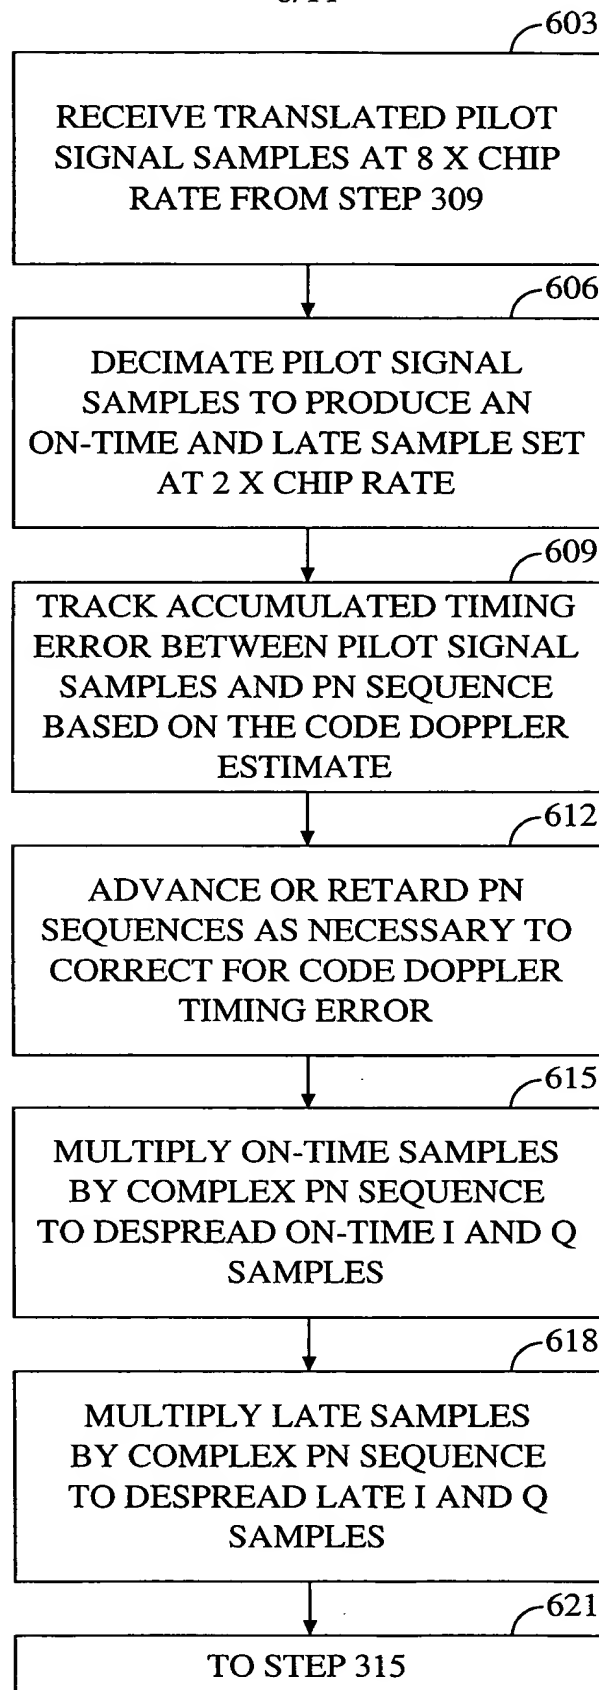 603
RECEIVE TRANSLATED PILOT
SIGNAL SAMPLES AT 8 X CHIP
RATE FROM STEP 309
606
DECIMATE PILOT SIGNAL
SAMPLES TO PRODUCE AN
ON-TIME AND LATE SAMPLE SET
AT 2 X CHIP RATE
609
TRACK ACCUMULATED TIMING
ERROR BETWEEN PILOT SIGNAL
SAMPLES AND PN SEQUENCE
BASED ON THE CODE DOPPLER
ESTIMATE
612
ADVANCE OR RETARD PN
SEQUENCES AS NECESSARY TO
CORRECT FOR CODE DOPPLER
TIMING ERROR
615
MULTIPLY ON-TIME SAMPLES
BY COMPLEX PN SEQUENCE
TO DESPREAD ON-TIME I AND Q
SAMPLES
618
MULTIPLY LATE SAMPLES
BY COMPLEX PN SEQUENCE
TO DESPREAD LATE I AND Q
SAMPLES
621
TO STEP 315